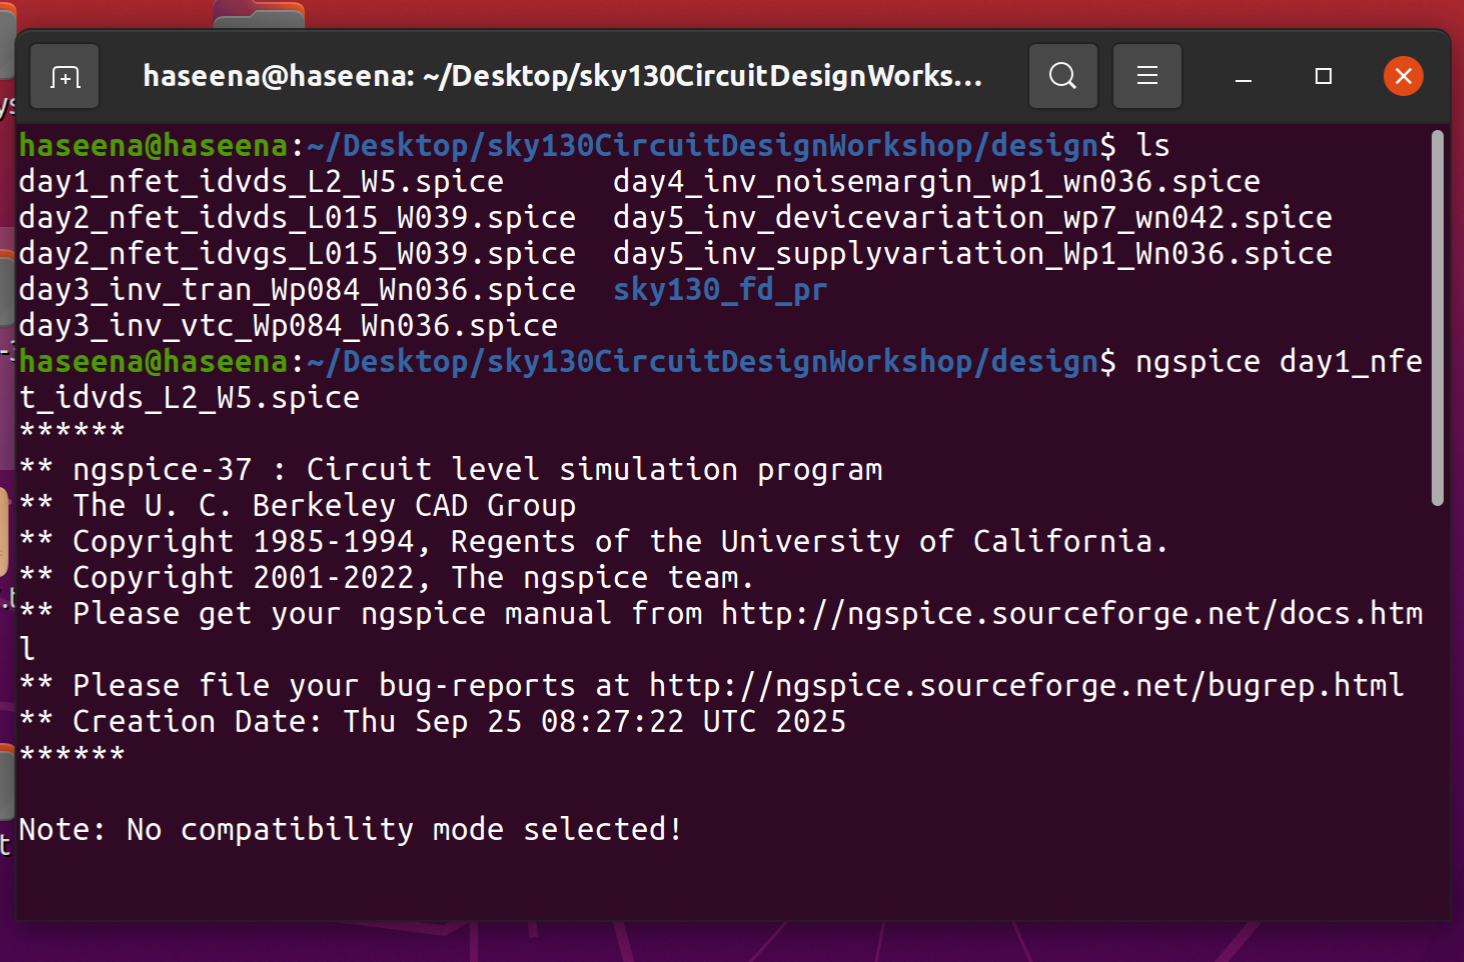 haseena@haseena: ~/Desktop/sky130CircuitDesignWorks...
haseena@haseena:~/Desktop/sky130CircuitDesignWorkshop/design$ ls
day1_nfet_idvds_L2_W5.spice      day4_inv_noisemargin_wp1_wn036.spice
day2_nfet_idvds_L015_W039.spice  day5_inv_devicevariation_wp7_wn042.spice
day2_nfet_idvgs_L015_W039.spice  day5_inv_supplyvariation_Wp1_Wn036.spice
day3_inv_tran_Wp084_Wn036.spice  sky130_fd_pr
day3_inv_vtc_Wp084_Wn036.spice
haseena@haseena:~/Desktop/sky130CircuitDesignWorkshop/design$ ngspice day1_nfe
t_idvds_L2_W5.spice
******
** ngspice-37 : Circuit level simulation program
** The U. C. Berkeley CAD Group
** Copyright 1985-1994, Regents of the University of California.
** Copyright 2001-2022, The ngspice team.
** Please get your ngspice manual from http://ngspice.sourceforge.net/docs.htm
l
** Please file your bug-reports at http://ngspice.sourceforge.net/bugrep.html
** Creation Date: Thu Sep 25 08:27:22 UTC 2025
******
Note: No compatibility mode selected!